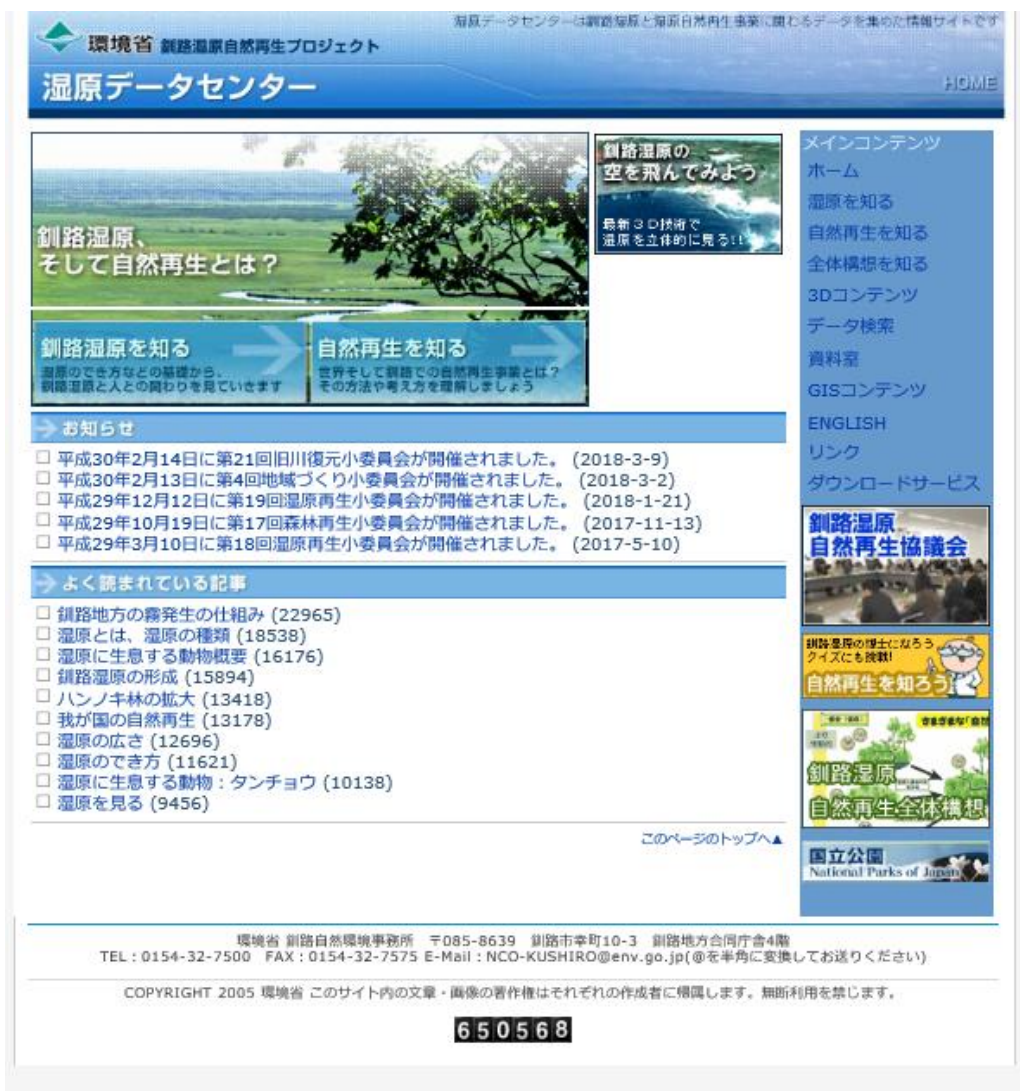 湿原データセンターは釧路湿原と湿原自然再生事業に関わるデータを集めた情報サイトです
環境省 釧路湿原自然再生プロジェクト
湿原データセンター
HOME
釧路湿原、
そして自然再生とは？
釧路湿原を知る
湿原のでき方などの基礎から、
釧路湿原と人との関わりを見ていきます
自然再生を知る
世界そして釧路での自然再生事業とは？
その方法や考え方を理解しましょう
釧路湿原の
空を飛んでみよう
最新3D技術で
湿原を立体的に見る!!
お知らせ
平成30年2月14日に第21回旧川復元小委員会が開催されました。 (2018-3-9)
平成30年2月13日に第4回地域づくり小委員会が開催されました。 (2018-3-2)
平成29年12月12日に第19回湿原再生小委員会が開催されました。 (2018-1-21)
平成29年10月19日に第17回森林再生小委員会が開催されました。 (2017-11-13)
平成29年3月10日に第18回湿原再生小委員会が開催されました。 (2017-5-10)
よく読まれている記事
釧路地方の霧発生の仕組み (22965)
湿原とは、湿原の種類 (18538)
湿原に生息する動物概要 (16176)
釧路湿原の形成 (15894)
ハンノキ林の拡大 (13418)
我が国の自然再生 (13178)
湿原の広さ (12696)
湿原のでき方 (11621)
湿原に生息する動物：タンチョウ (10138)
湿原を見る (9456)
このページのトップへ▲
メインコンテンツ
ホーム
湿原を知る
自然再生を知る
全体構想を知る
3Dコンテンツ
データ検索
資料室
GISコンテンツ
ENGLISH
リンク
ダウンロードサービス
釧路湿原
自然再生協議会
釧路湿原の博士になろう
クイズにも挑戦!
自然再生を知ろう
さまざまな「自然
釧路湿原
自然再生全体構想
国立公園
National Parks of Japan
環境省 釧路自然環境事務所 〒085-8639 釧路市幸町10-3 釧路地方合同庁舎4階
TEL：0154-32-7500 FAX：0154-32-7575 E-Mail：NCO-KUSHIRO@env.go.jp(@を半角に変換してお送りください)
COPYRIGHT 2005 環境省 このサイト内の文章・画像の著作権はそれぞれの作成者に帰属します。無断利用を禁じます。
650568